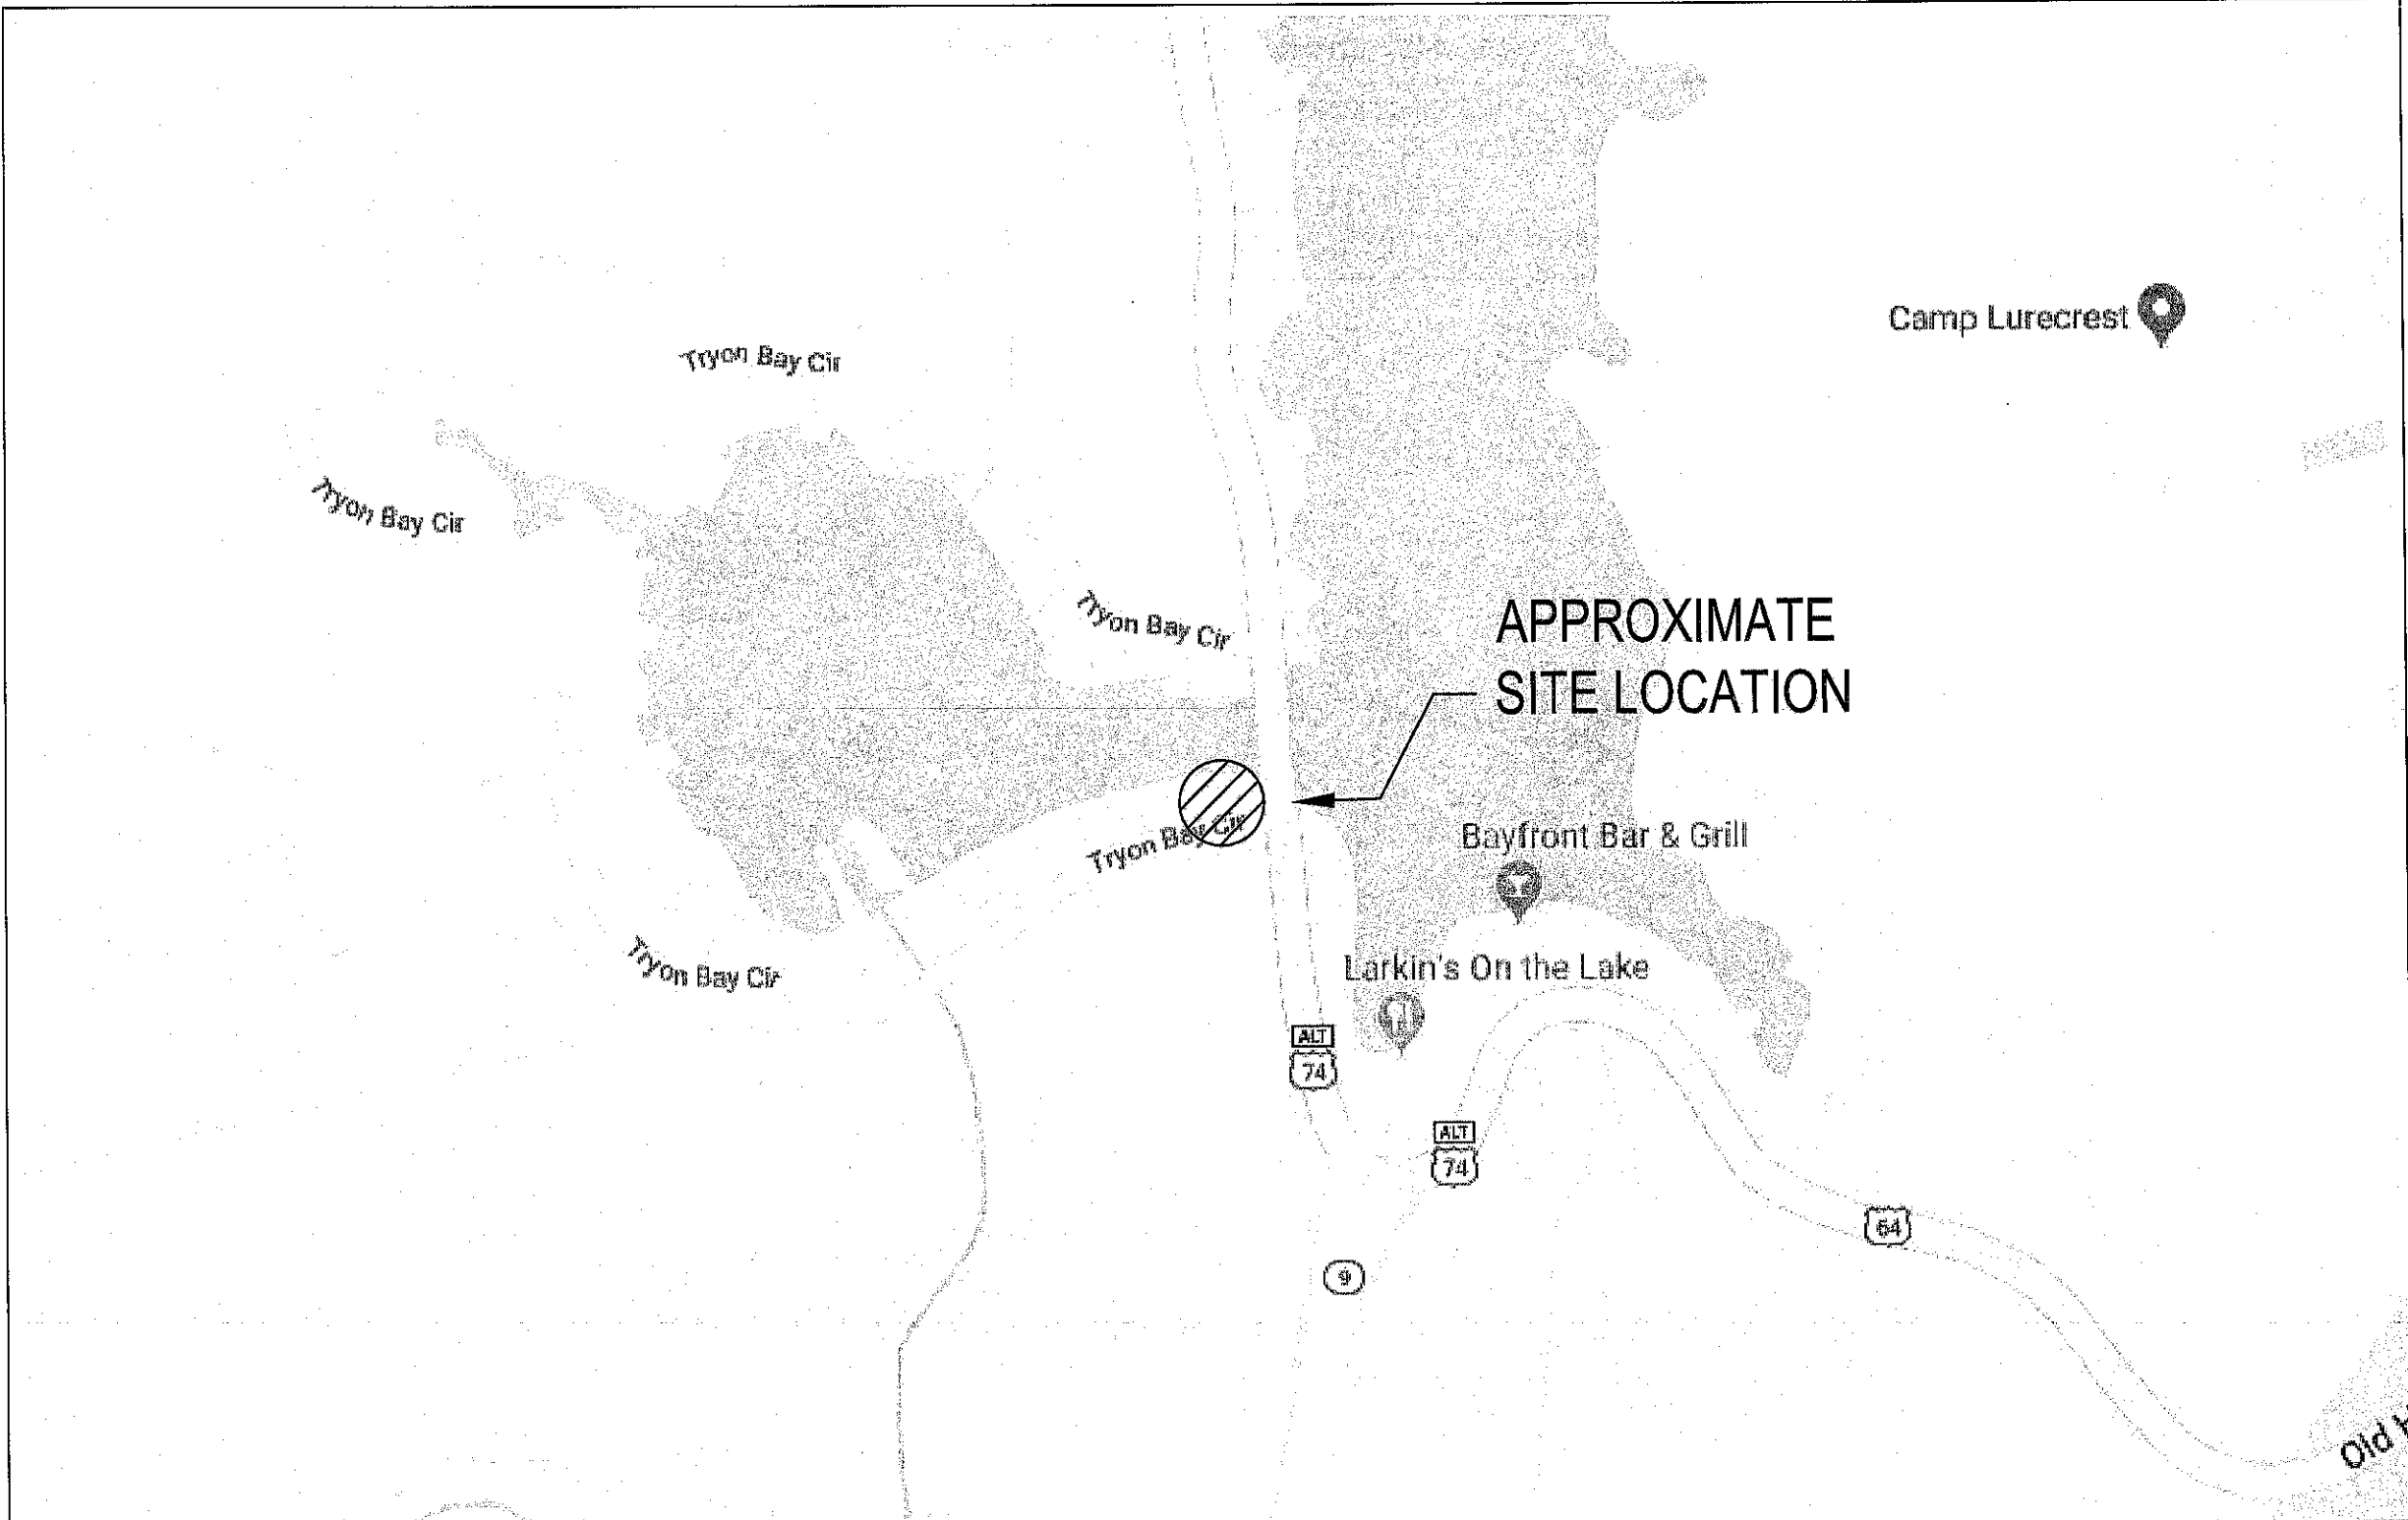 Camp Lurecrest
Tryon Bay Cir
Tryon Bay Cir
Tryon Bay Cir
APPROXIMATE
SITE LOCATION
Tryon Bay Cir
Bayfront Bar & Grill
Tryon Bay Cir
Larkin's On the Lake
ALT
74
ALT
74
64
9
Old